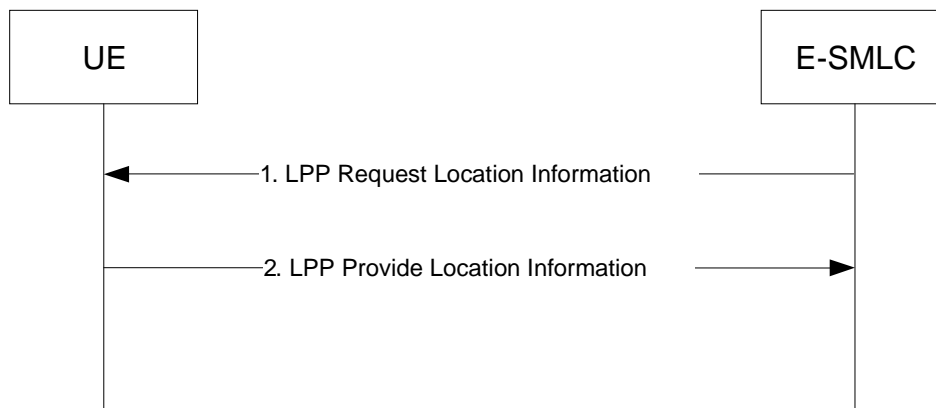 UE
E-SMLC
1. LPP Request Location Information
2. LPP Provide Location Information